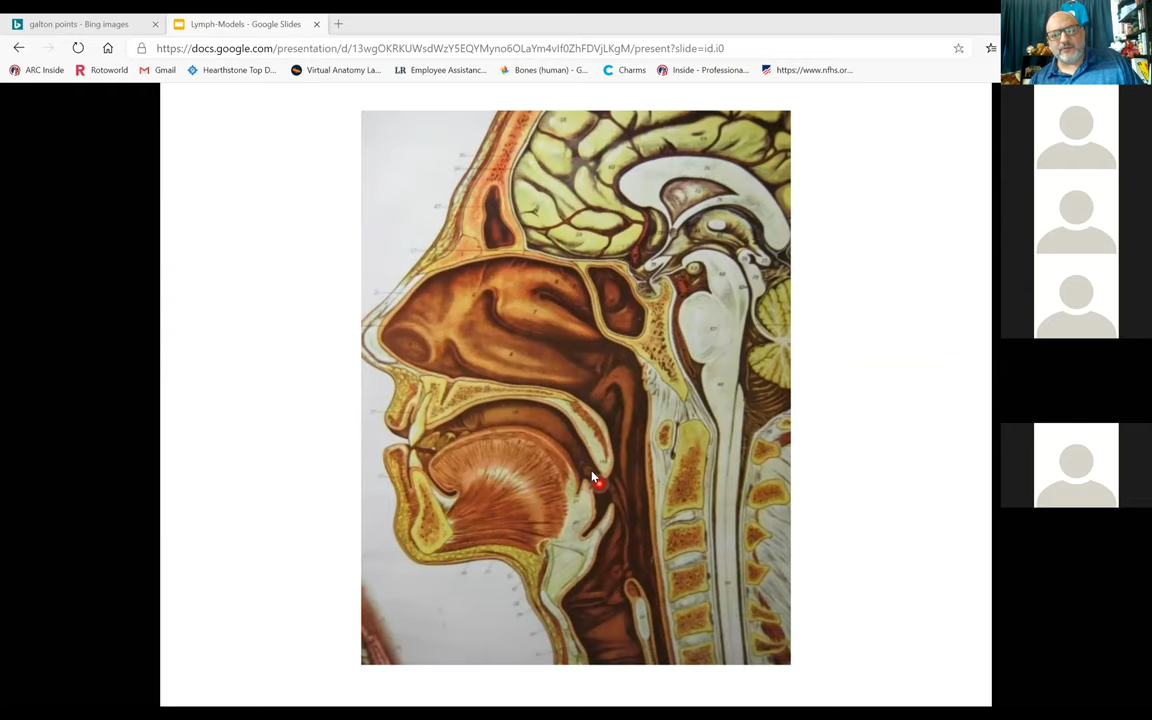 galton points - Bing images
Lymph-Models - Google Slides
https://docs.google.com/presentation/d/13wgOKRKUWsdWzY5EQYMyno6OLaYm4vIf0ZhFDVjLKgM/present?slide=id.i0
ARC Inside
Rotoworld
Gmail
Hearthstone Top D...
Virtual Anatomy La...
LR Employee Assistanc...
Bones (human) - G...
Charms
Inside - Professiona...
https://www.nfhs.or...